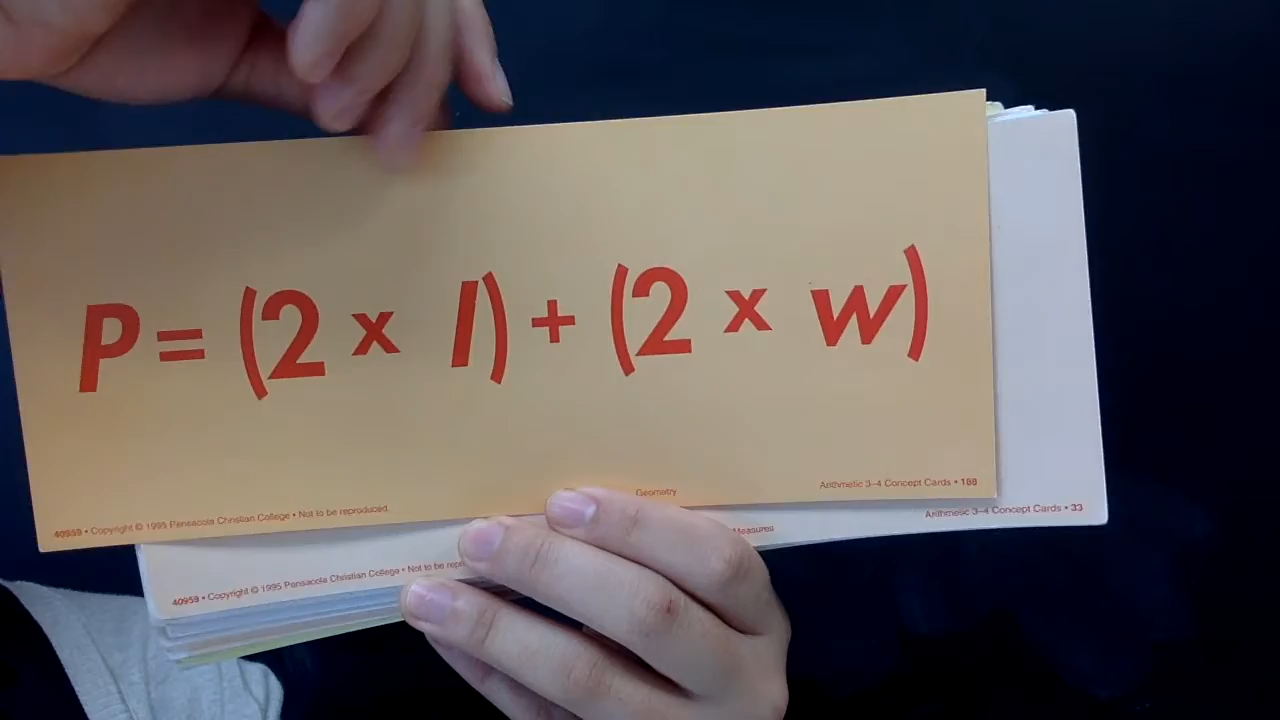 P = (2 x l) + (2 x w)
40959 • Copyright © 1995 Pensacola Christian College • Not to be reproduced.
Geometry
Arithmetic 3–4 Concept Cards • 188
40959 • Copyright © 1995 Pensacola Christian College • Not to be
Measures
Arithmetic 3–4 Concept Cards • 33